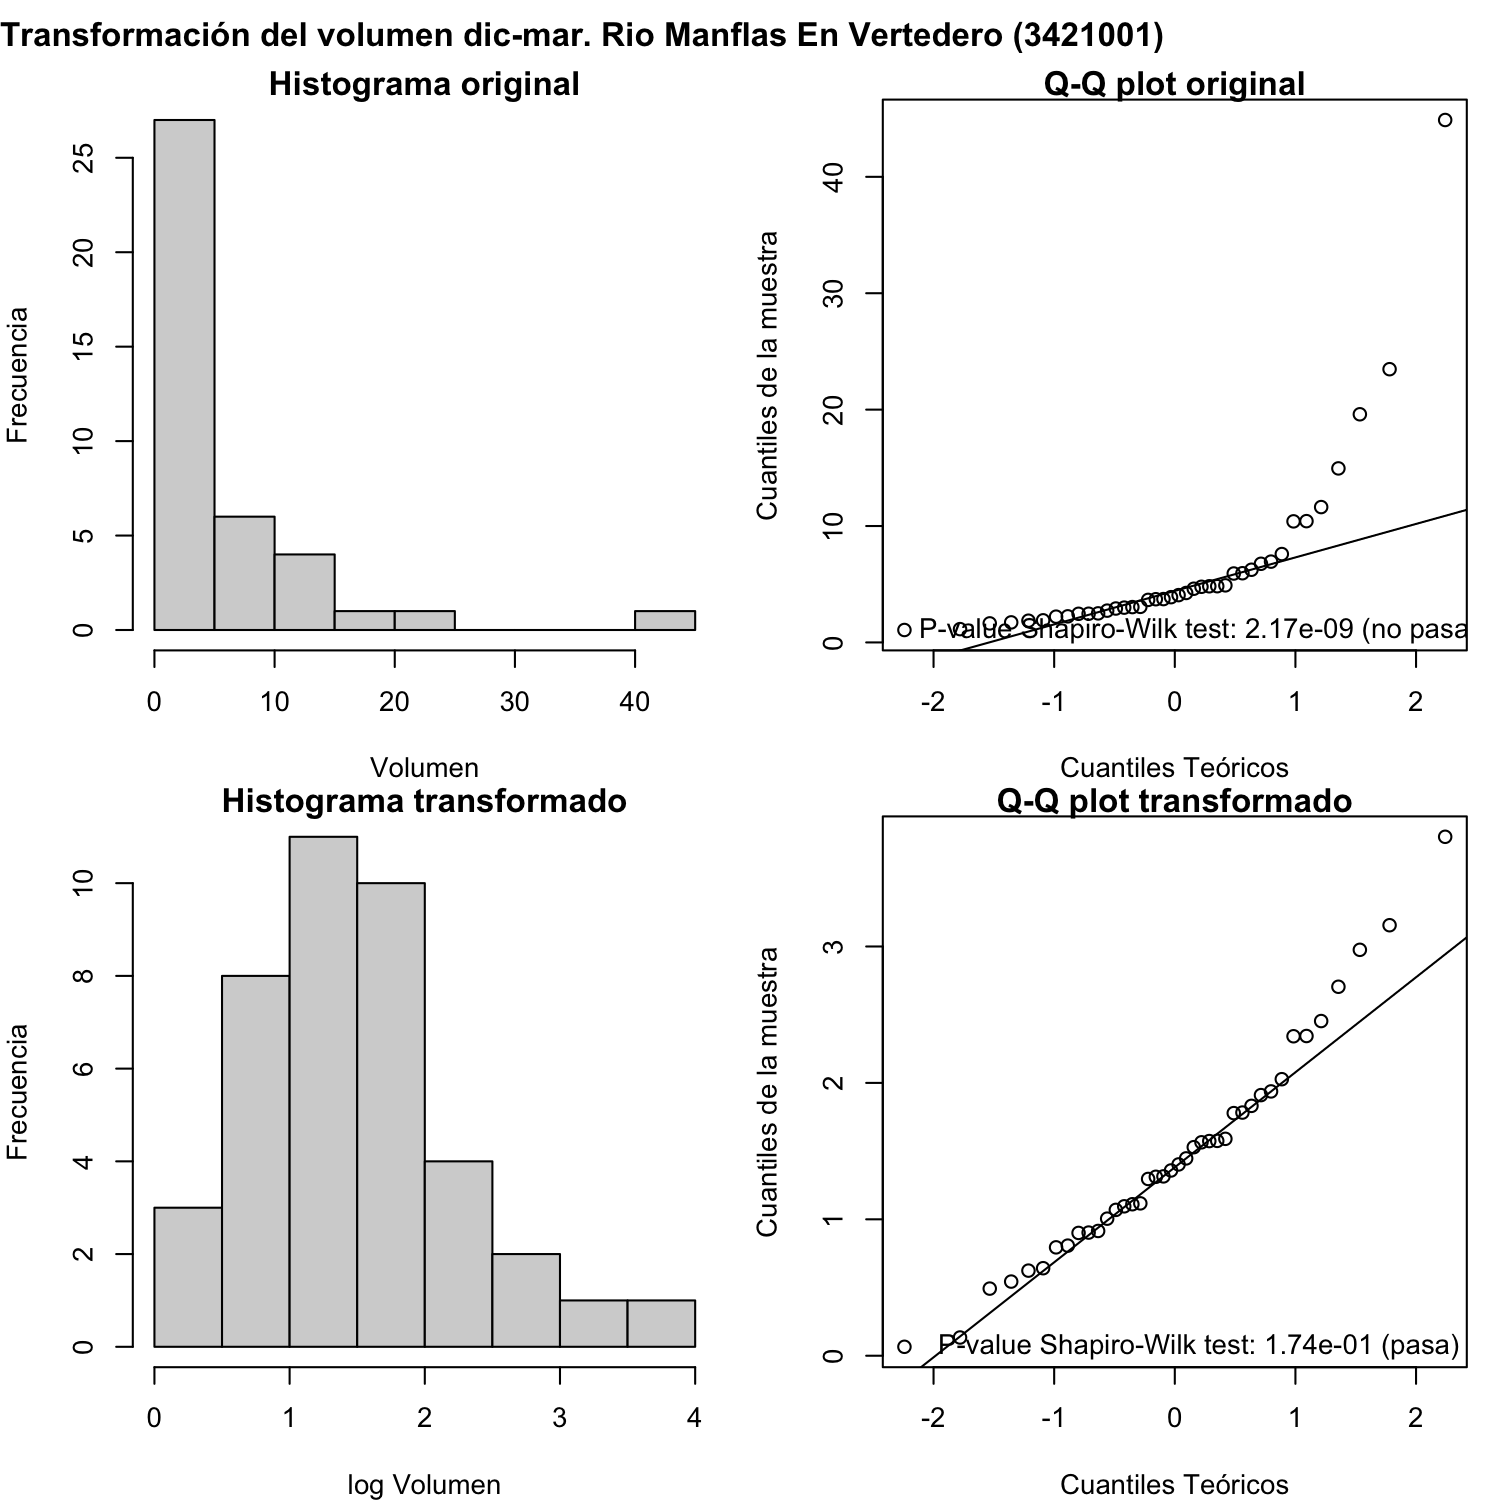 Transformación del volumen dic-mar. Rio Manflas En Vertedero (3421001)
Histograma original
Frecuencia
0 5 10 15 20 25
0 10 20 30 40
Volumen
Q-Q plot original
Cuantiles de la muestra
0 10 20 30 40
P-value Shapiro-Wilk test: 2.17e-09 (no pasa
-2 -1 0 1 2
Cuantiles Teóricos
Histograma transformado
Frecuencia
0 2 4 6 8 10
0 1 2 3 4
log Volumen
Q-Q plot transformado
Cuantiles de la muestra
0 1 2 3
P-value Shapiro-Wilk test: 1.74e-01 (pasa)
-2 -1 0 1 2
Cuantiles Teóricos